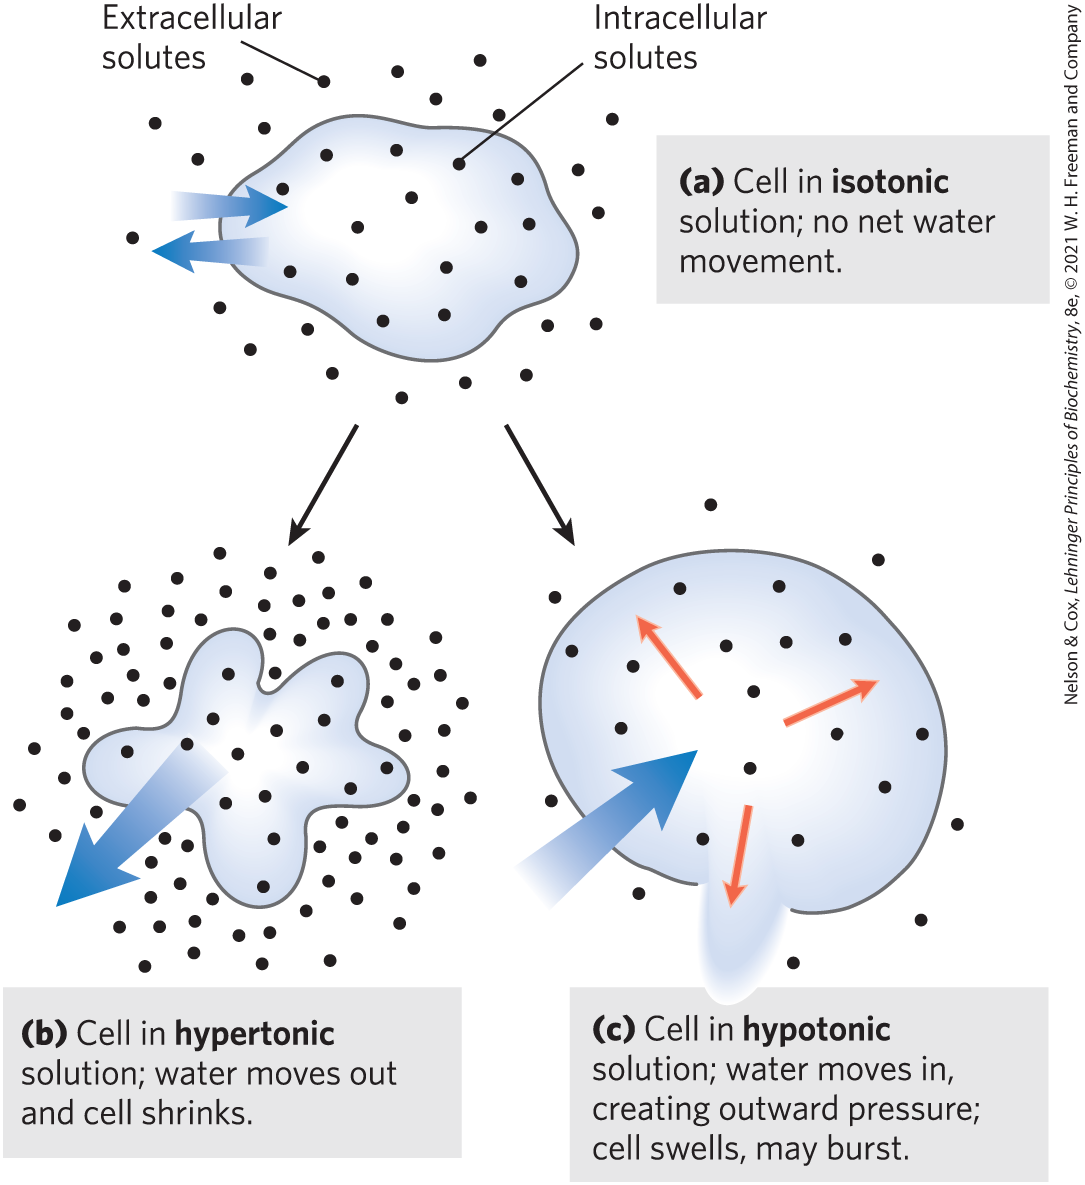 Extracellular
solutes
Intracellular
solutes
(a) Cell in isotonic
solution; no net water
movement.
(b) Cell in hypertonic
solution; water moves out
and cell shrinks.
(c) Cell in hypotonic
solution; water moves in,
creating outward pressure;
cell swells, may burst.
Nelson & Cox, Lehninger Principles of Biochemistry, 8e, © 2021 W. H. Freeman and Company